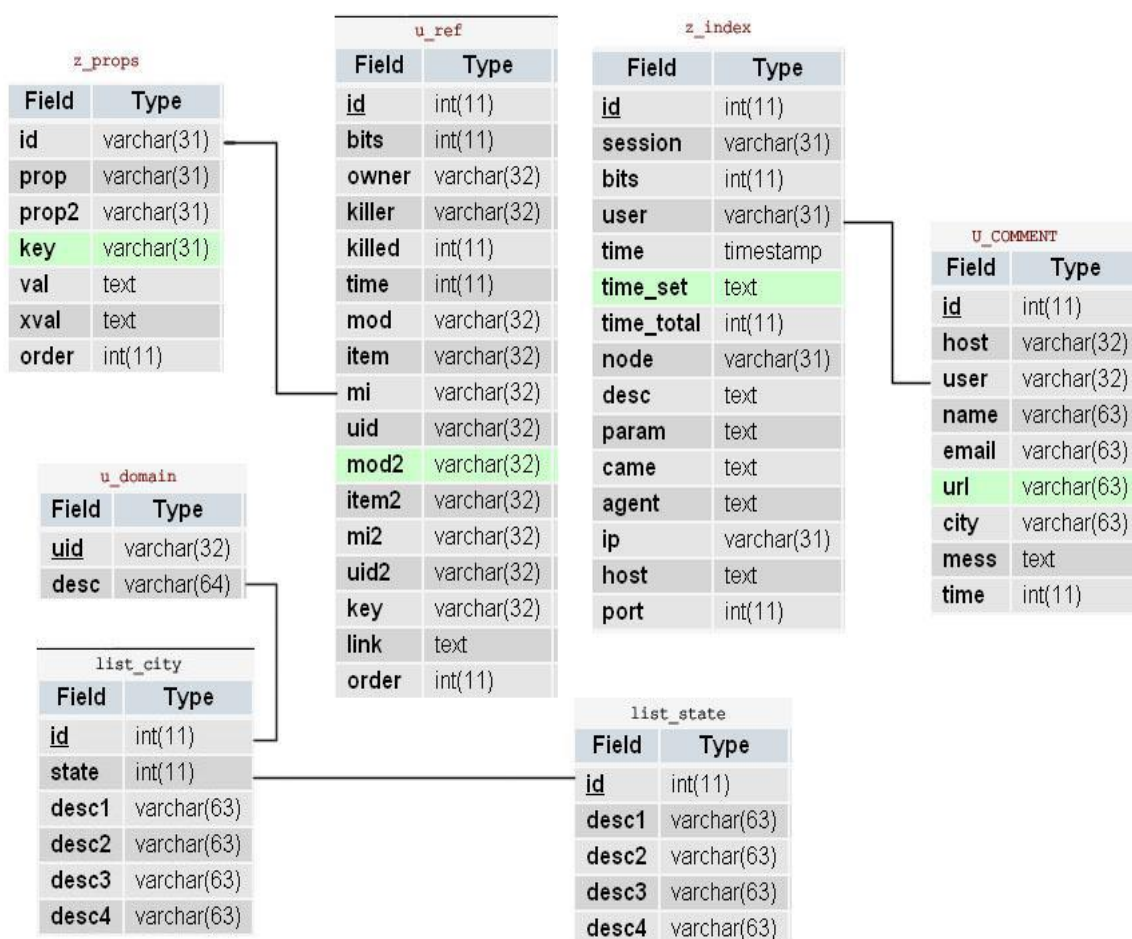 z_props
Field Type
id varchar(31)
prop varchar(31)
prop2 varchar(31)
key varchar(31)
val text
xval text
order int(11)
u_ref
Field Type
id int(11)
bits int(11)
owner varchar(32)
killer varchar(32)
killed int(11)
time int(11)
mod varchar(32)
item varchar(32)
mi varchar(32)
uid varchar(32)
mod2 varchar(32)
item2 varchar(32)
mi2 varchar(32)
uid2 varchar(32)
key varchar(32)
link text
order int(11)
z_index
Field Type
id int(11)
session varchar(31)
bits int(11)
user varchar(31)
time timestamp
time_set text
time_total int(11)
node varchar(31)
desc text
param text
came text
agent text
ip varchar(31)
host text
port int(11)
U_COMMENT
Field Type
id int(11)
host varchar(32)
user varchar(32)
name varchar(63)
email varchar(63)
url varchar(63)
city varchar(63)
mess text
time int(11)
u_domain
Field Type
uid varchar(32)
desc varchar(64)
list_city
Field Type
id int(11)
state int(11)
desc1 varchar(63)
desc2 varchar(63)
desc3 varchar(63)
desc4 varchar(63)
list_state
Field Type
id int(11)
desc1 varchar(63)
desc2 varchar(63)
desc3 varchar(63)
desc4 varchar(63)